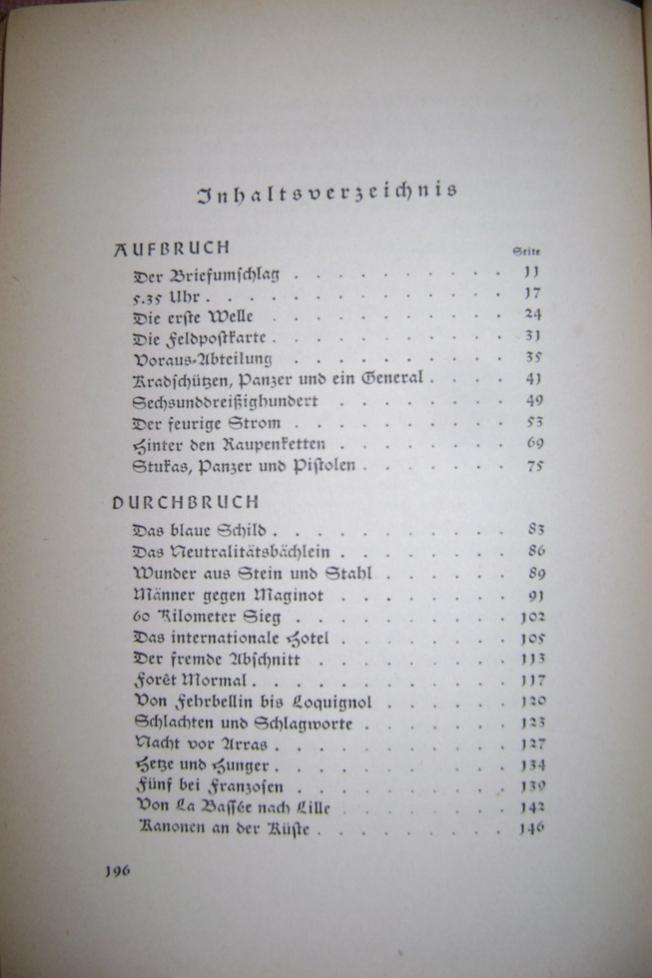 Inhaltsverzeichnis
AUFBRUCH Seite
Der Briefumschlag . . . . . . . . . . 11
5.35 Uhr . . . . . . . . . . . . . . 17
Die erste Welle . . . . . . . . . . . 24
Die Feldpostkarte . . . . . . . . . . . 31
Voraus-Abteilung . . . . . . . . . . 35
Kradschützen, Panzer und ein General . . . . 41
Sechsunddreißighundert . . . . . . . . 49
Der feurige Strom . . . . . . . . . . 53
Hinter den Raupenketten . . . . . . . . 69
Stukas, Panzer und Pistolen . . . . . . . 75
DURCHBRUCH
Das blaue Schild . . . . . . . . . . . 83
Das Neutralitätsbächlein . . . . . . . . 86
Wunder aus Stein und Stahl . . . . . . 89
Männer gegen Maginot . . . . . . . . 91
60 Kilometer Sieg . . . . . . . . . . 102
Das internationale Hotel . . . . . . . . 105
Der fremde Abschnitt . . . . . . . . . 113
Forêt Mormal . . . . . . . . . . . . 117
Von Fehrbellin bis Loquignol . . . . . . 120
Schlachten und Schlagworte . . . . . . . 123
Nacht vor Arras . . . . . . . . . . . 127
Hetze und Hunger . . . . . . . . . . . 134
Fünf bei Franzosen . . . . . . . . . . 139
Von La Bassée nach Lille . . . . . . . . 142
Kanonen an der Küste . . . . . . . . . 146
196